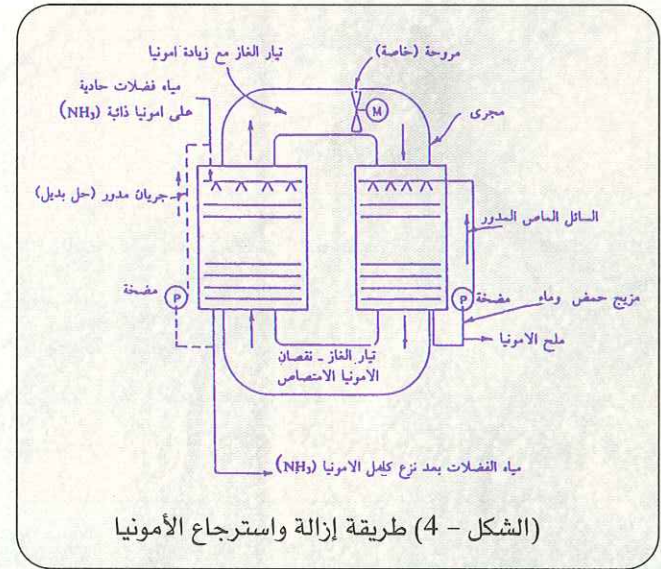 تيار الغاز مع زيادة امونيا
مروحة (خاصة)
مياه فضلات حادية
على امونيا ذائبة (NH₃)
M
مجرى
جريان مدور (حل بديل)
السائل الماص المدور
مضخة
P
P
مضخة
مزيج حمض وماء
ملح الامونيا
تيار الغاز - نقصان
الامونيا الامتصاص
مياه الفضلات بعد نزع كامل الامونيا (NH₃)
(الشكل - 4) طريقة إزالة واسترجاع الأمونيا